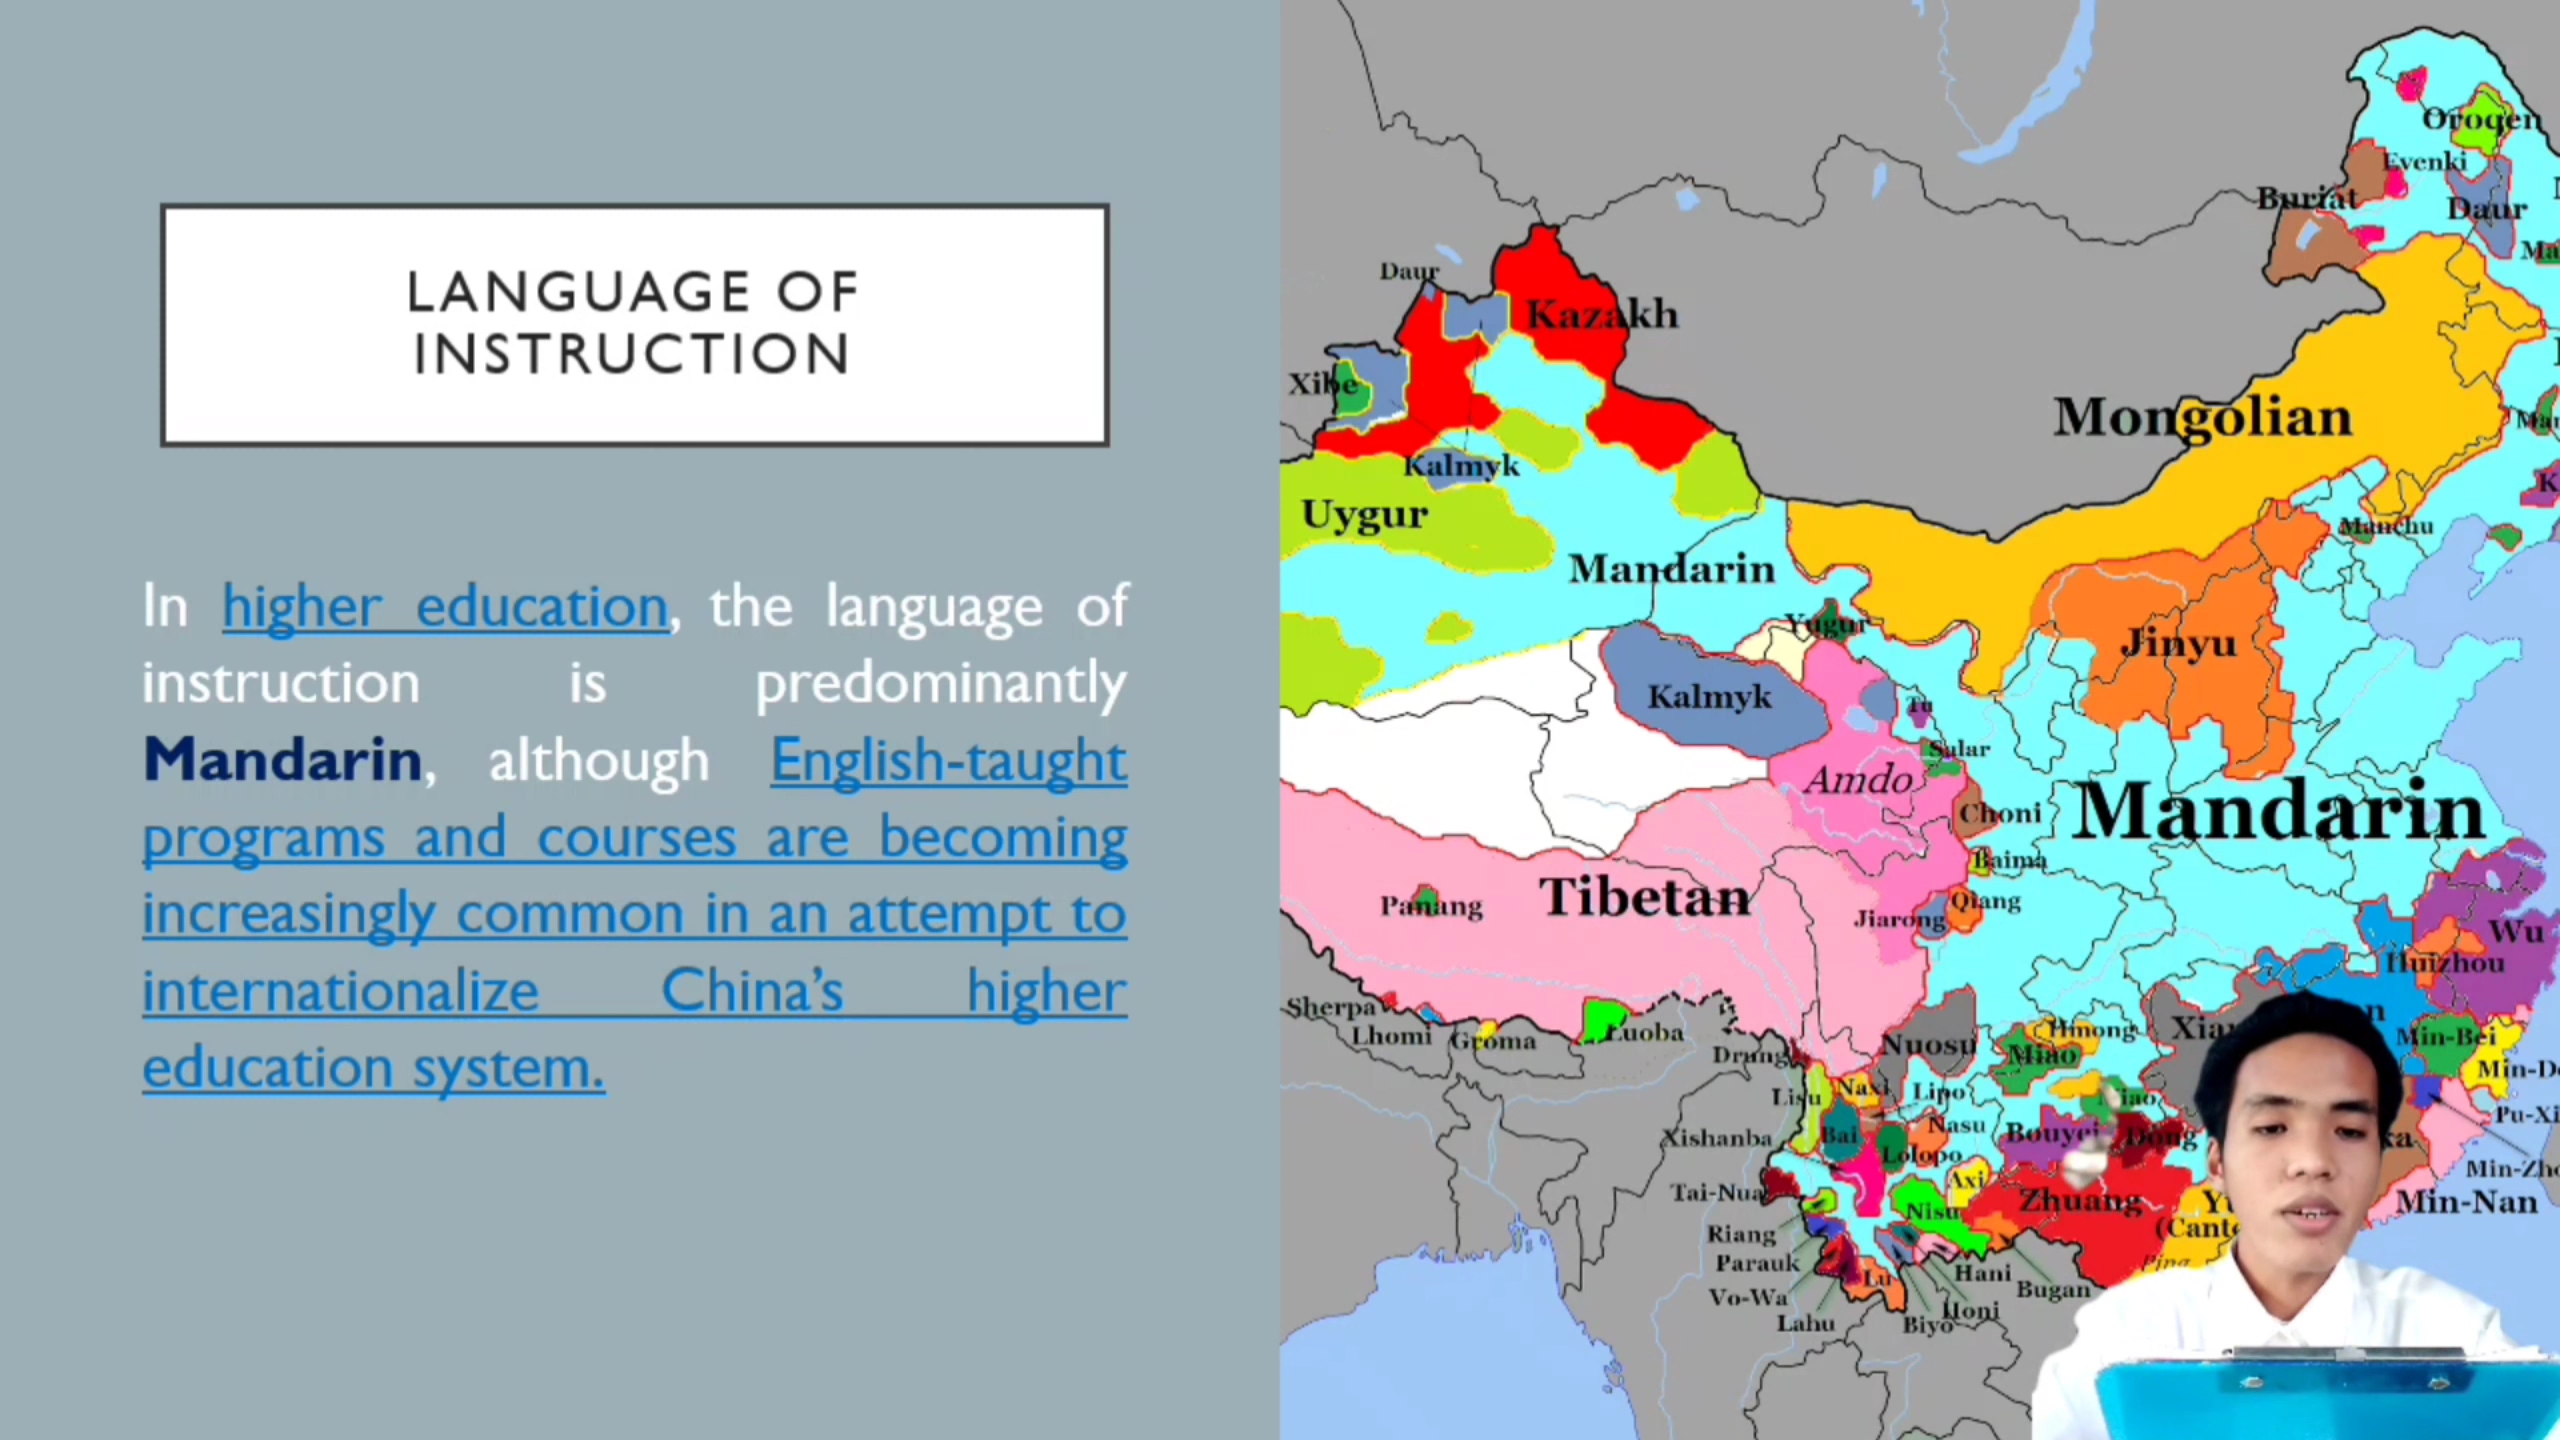 LANGUAGE OF
INSTRUCTION
In higher education, the language of
instruction is predominantly
Mandarin, although English-taught
programs and courses are becoming
increasingly common in an attempt to
internationalize China's higher
education system.
Oroqen
Evenki
Buriat
Daur
Daur
Kazakh
Xibe
Mongolian
Kalmyk
Uygur
Manchu
Mandarin
Yugur
Jinyu
Kalmyk
Tu
Salar
Amdo
Choni
Mandarin
Baima
Panang
Tibetan
Qiang
Jiarong
Wu
Huizhou
Sherpa
Lhomi
Groma
Luoba
Hmong
Min-Bei
Drung
Nuosu
Miao
Lisu
Naxi
Lipo
Nasu
Xishanba
Bai
Bouyei
Dong
Lolopo
Axi
Tai-Nua
Nisu
Zhuang
Min-Nan
Riang
Parauk
Hani
Vo-Wa
Lu
Bugan
Lahu
Biyo
Honi